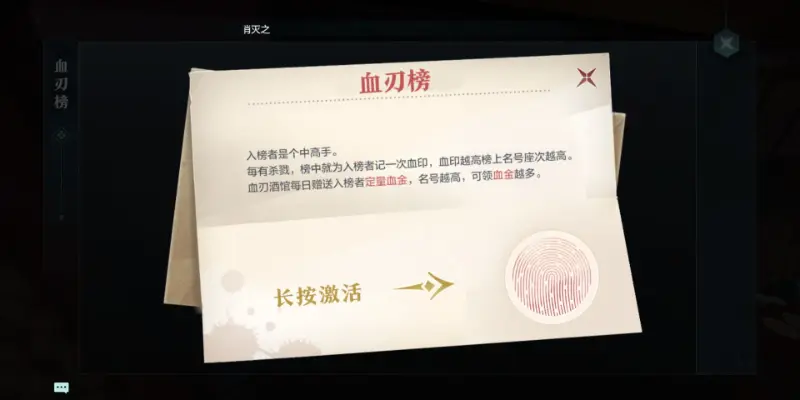 肖灭之
血刃榜
血刃榜
入榜者是个中高手。
每有杀戮，榜中就为入榜者记一次血印，血印越高榜上名号座次越高。
血刃酒馆每日赠送入榜者定量血金，名号越高，可领血金越多。
长按激活